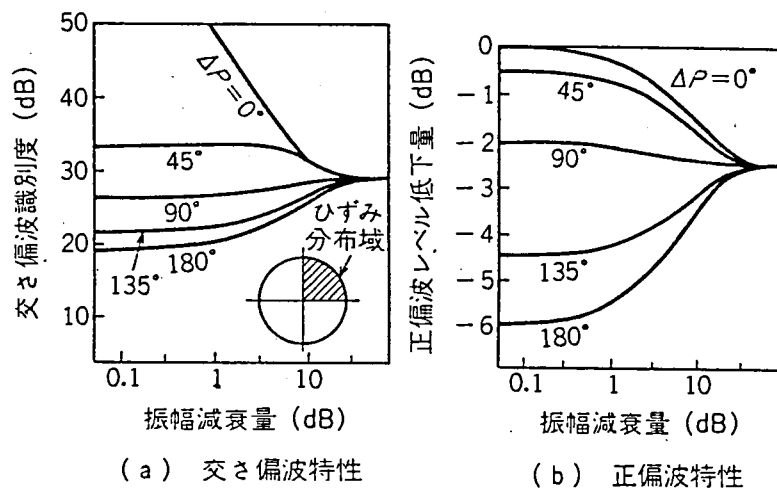 50
40
30
20
10
交さ偏波識別度 (dB)
ΔP=0°
45°
90°
135°
180°
ひずみ
分布域
0.1 1 10
振幅減衰量 (dB)
(a) 交さ偏波特性
0
-1
-2
-3
-4
-5
-6
正偏波レベル低下量 (dB)
ΔP=0°
45°
90°
135°
180°
0.1 1 10
振幅減衰量 (dB)
(b) 正偏波特性